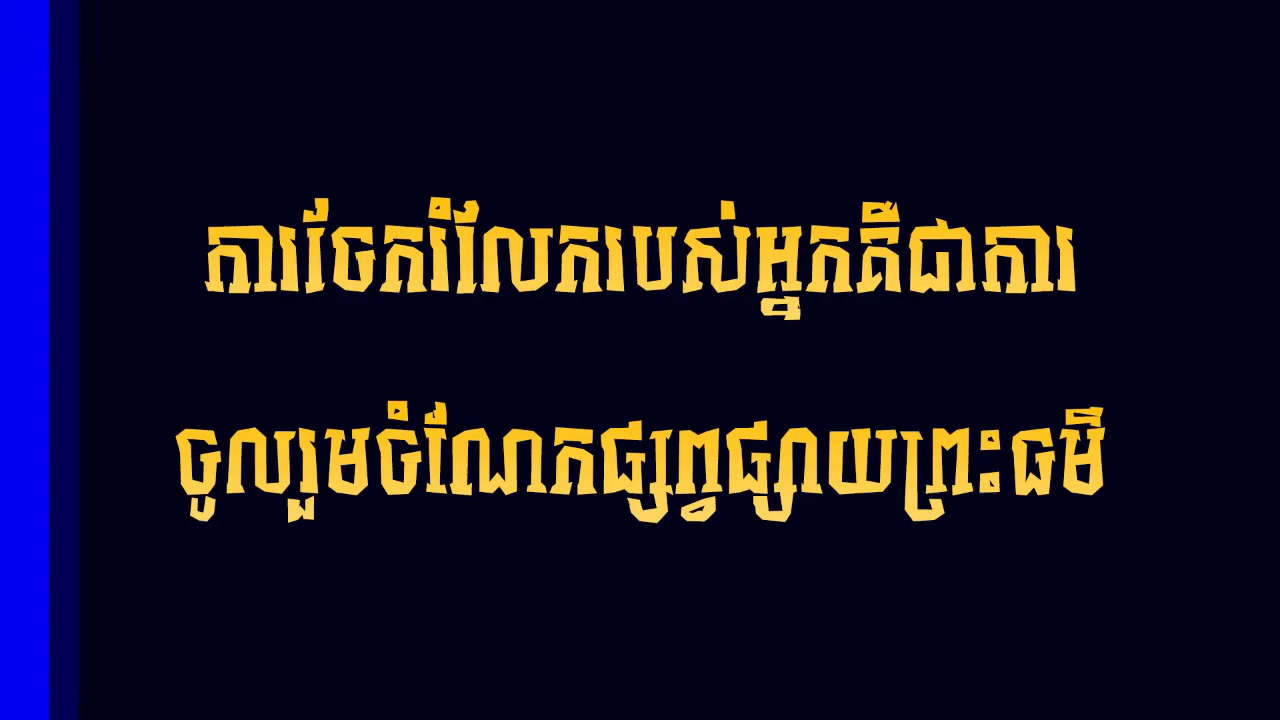 ការចែករំលែករបស់អ្នកគឺជាការ
ចូលរួមចំណែកផ្សព្វផ្សាយព្រះធម៌